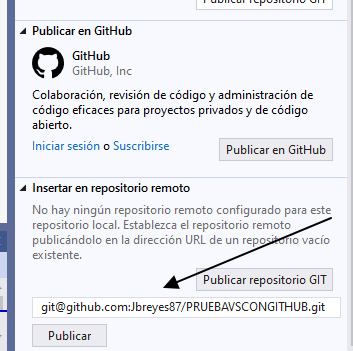 Publicar repositorio GIT
Publicar en GitHub
GitHub
GitHub, Inc
Colaboración, revisión de código y administración de
código eficaces para proyectos privados y de código
abierto.
Iniciar sesión o Suscribirse
Publicar en GitHub
Insertar en repositorio remoto
No hay ningún repositorio remoto configurado para este
repositorio local. Establezca el repositorio remoto
publicándolo en la dirección URL de un repositorio vacío
existente.
Publicar repositorio GIT
git@github.com:Jbreyes87/PRUEBAVSCONGITHUB.git
Publicar